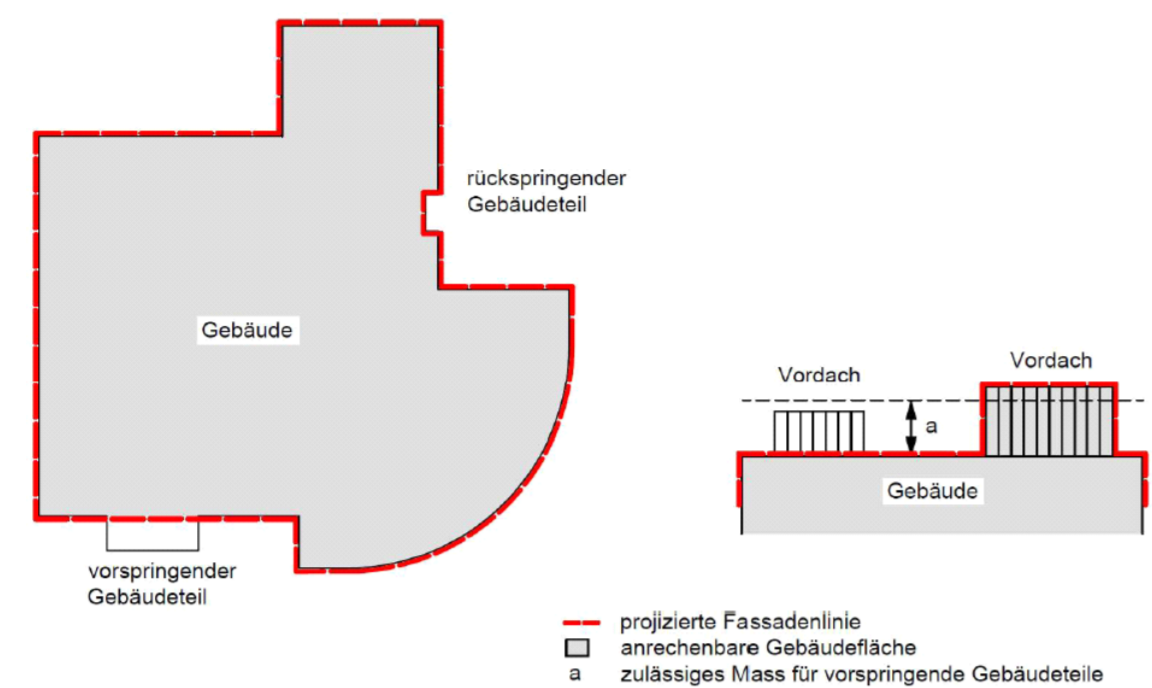 rückspringender
Gebäudeteil
Gebäude
vorspringender
Gebäudeteil
Vordach
Vordach
a
Gebäude
projizierte Fassadenlinie
anrechenbare Gebäudefläche
a zulässiges Mass für vorspringende Gebäudeteile